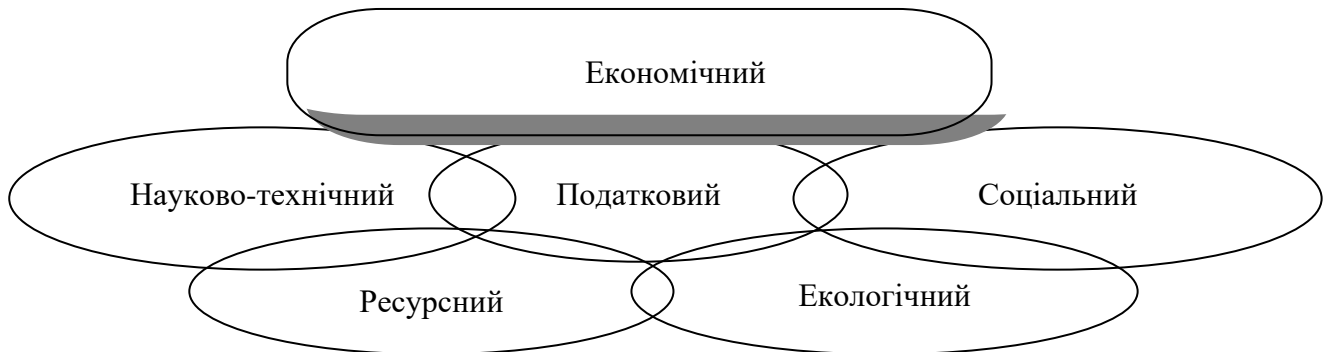 Економічний
Науково-технічний
Податковий
Соціальний
Ресурсний
Екологічний